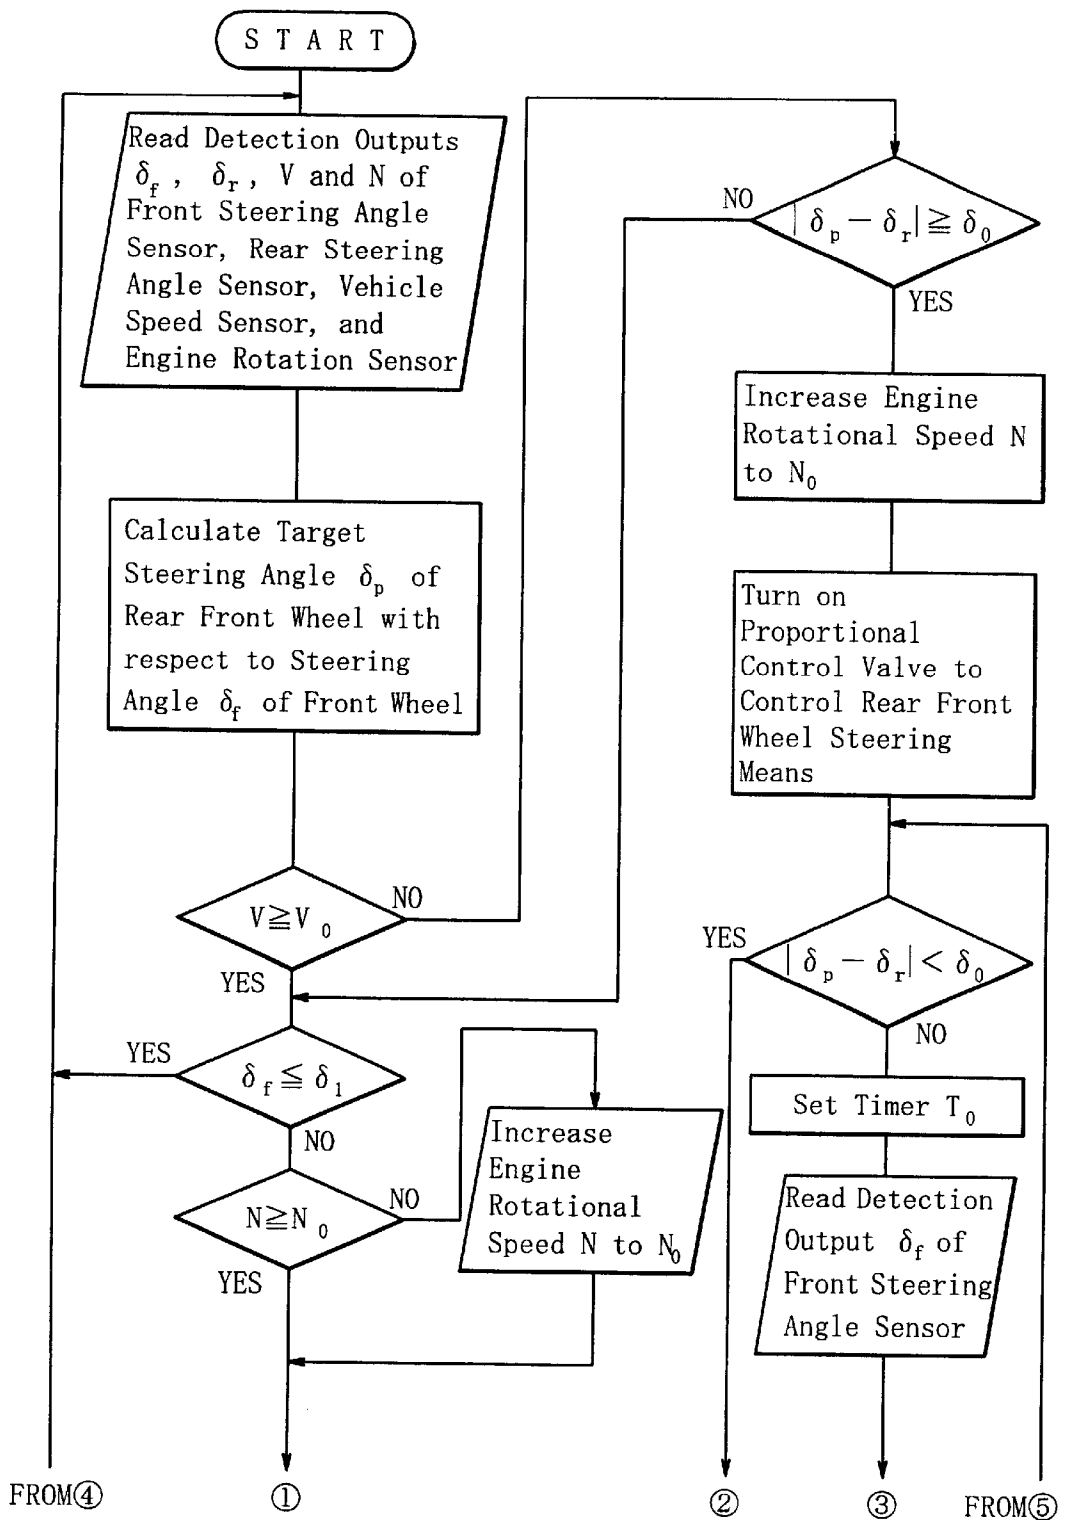 START
Read Detection Outputs
δf, δr, V and N of
Front Steering Angle
Sensor, Rear Steering
Angle Sensor, Vehicle
Speed Sensor, and
Engine Rotation Sensor
Calculate Target
Steering Angle δp of
Rear Front Wheel with
respect to Steering
Angle δf of Front Wheel
V≧V0
NO
YES
δf≦δ1
YES
NO
N≧N0
NO
YES
Increase
Engine
Rotational
Speed N to N0
|δp−δr|≧δ0
NO
YES
Increase Engine
Rotational Speed N
to N0
Turn on
Proportional
Control Valve to
Control Rear Front
Wheel Steering
Means
|δp−δr|<δ0
YES
NO
Set Timer T0
Read Detection
Output δf of
Front Steering
Angle Sensor
FROM④
①
②
③
FROM⑤